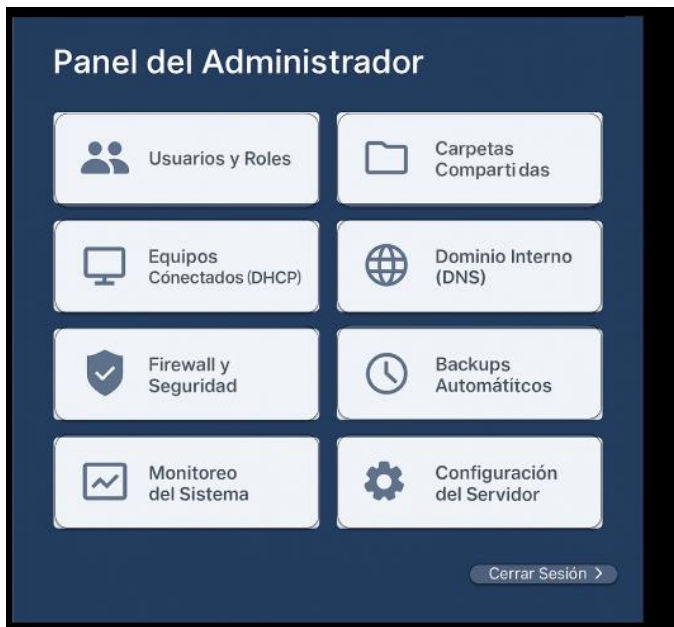 Panel del Administrador
Usuarios y Roles
Carpetas
Comparti das
Equipos
Cónectados (DHCP)
Dominio Interno
(DNS)
Firewall y
Seguridad
Backups
Automátítcos
Monitoreo
del Sistema
Configuración
del Servidor
Cerrar Sesión >